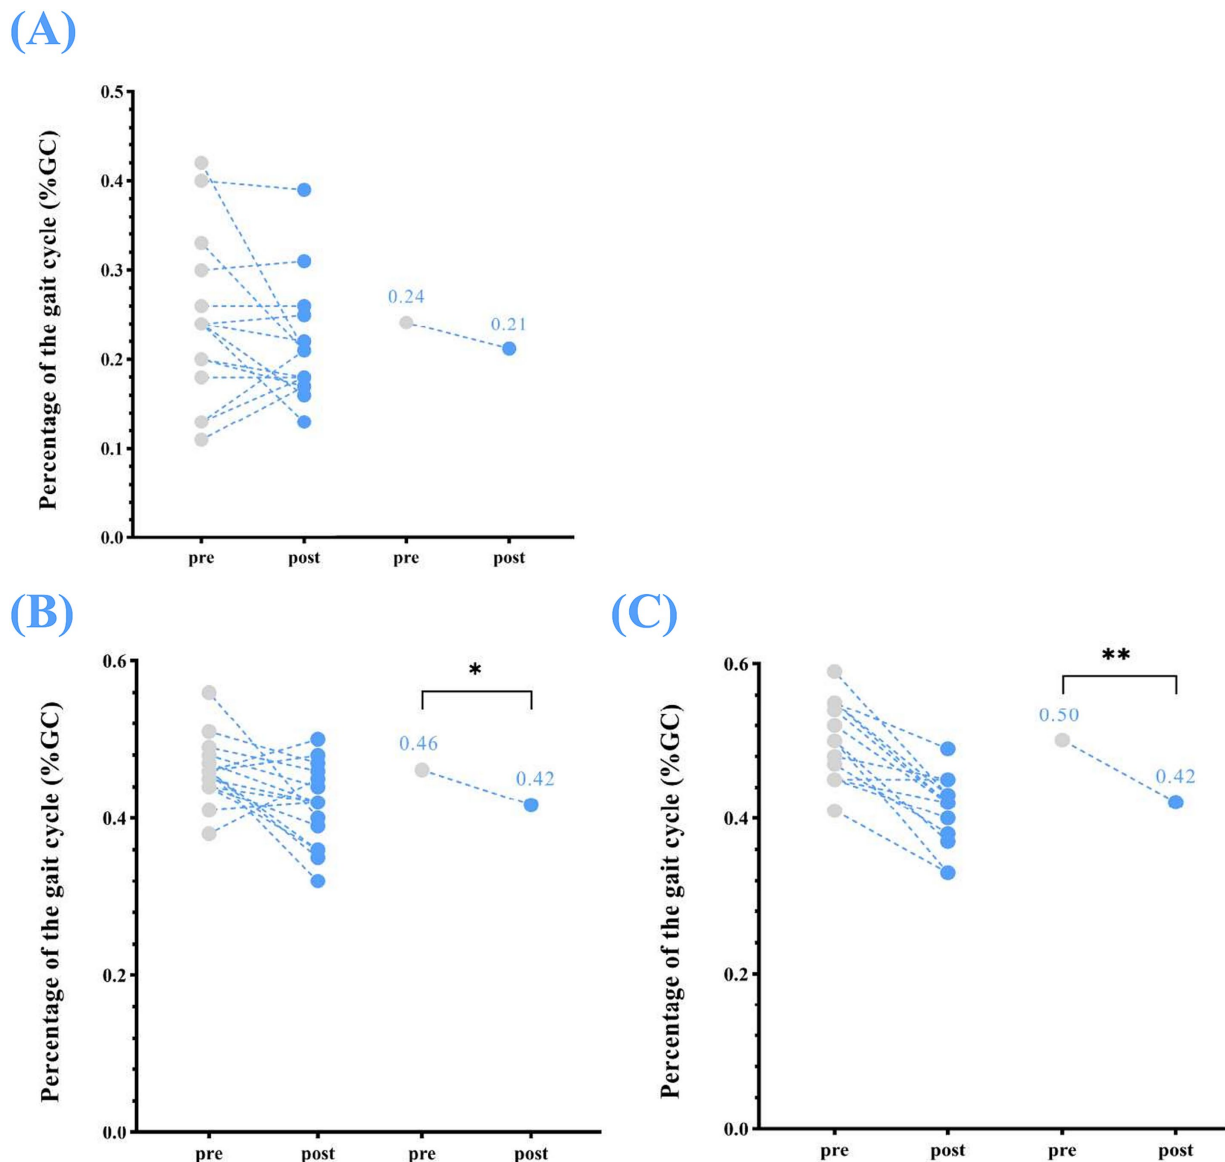 (A)
Percentage of the gait cycle (%GC)
0.5
0.4
0.3
0.2
0.1
0.0
0.24
0.21
pre
post
pre
post
(B)
Percentage of the gait cycle (%GC)
0.6
0.4
0.2
0.0
*
0.46
0.42
pre
post
pre
post
(C)
Percentage of the gait cycle (%GC)
0.6
0.4
0.2
0.0
**
0.50
0.42
pre
post
pre
post